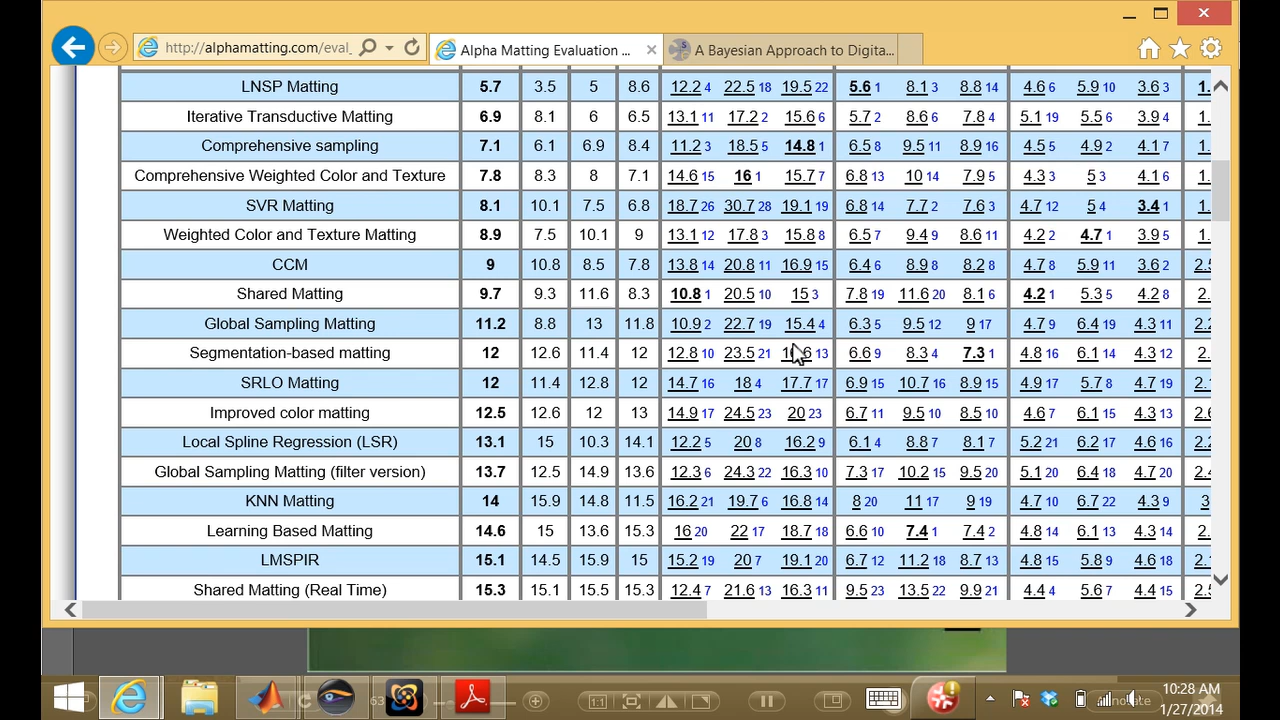 http://alphamatting.com/eval_ Alpha Matting Evaluation ... A Bayesian Approach to Digita...
LNSP Matting 5.7 3.5 5 8.6 12.2 4 22.5 18 19.5 22 5.6 1 8.1 3 8.8 14 4.6 6 5.9 10 3.6 3 1.
Iterative Transductive Matting 6.9 8.1 6 6.5 13.1 11 17.2 2 15.6 6 5.7 2 8.6 6 7.8 4 5.1 19 5.5 6 3.9 4 1.
Comprehensive sampling 7.1 6.1 6.9 8.4 11.2 3 18.5 5 14.8 1 6.5 8 9.5 11 8.9 16 4.5 5 4.9 2 4.1 7 1.
Comprehensive Weighted Color and Texture 7.8 8.3 8 7.1 14.6 15 16 1 15.7 7 6.8 13 10 14 7.9 5 4.3 3 5 3 4.1 6 1.
SVR Matting 8.1 10.1 7.5 6.8 18.7 26 30.7 28 19.1 19 6.8 14 7.7 2 7.6 3 4.7 12 5 4 3.4 1 1.
Weighted Color and Texture Matting 8.9 7.5 10.1 9 13.1 12 17.8 3 15.8 8 6.5 7 9.4 9 8.6 11 4.2 2 4.7 1 3.9 5 1.
CCM 9 10.8 8.5 7.8 13.8 14 20.8 11 16.9 15 6.4 6 8.9 8 8.2 8 4.7 8 5.9 11 3.6 2 2.5
Shared Matting 9.7 9.3 11.6 8.3 10.8 1 20.5 10 15 3 7.8 19 11.6 20 8.1 6 4.2 1 5.3 5 4.2 8 2.
Global Sampling Matting 11.2 8.8 13 11.8 10.9 2 22.7 19 15.4 4 6.3 5 9.5 12 9 17 4.7 9 6.4 19 4.3 11 2.2
Segmentation-based matting 12 12.6 11.4 12 12.8 10 23.5 21 13 6.6 9 8.3 4 7.3 1 4.8 16 6.1 14 4.3 12 2.
SRLO Matting 12 11.4 12.8 12 14.7 16 18 4 17.7 17 6.9 15 10.7 16 8.9 15 4.9 17 5.7 8 4.7 19 2.
Improved color matting 12.5 12.6 12 13 14.9 17 24.5 23 20 23 6.7 11 9.5 10 8.5 10 4.6 7 6.1 15 4.3 13 2.6
Local Spline Regression (LSR) 13.1 15 10.3 14.1 12.2 5 20 8 16.2 9 6.1 4 8.8 7 8.1 7 5.2 21 6.2 17 4.6 16 2.2
Global Sampling Matting (filter version) 13.7 12.5 14.9 13.6 12.3 6 24.3 22 16.3 10 7.3 17 10.2 15 9.5 20 5.1 20 6.4 18 4.7 20 2.4
KNN Matting 14 15.9 14.8 11.5 16.2 21 19.7 6 16.8 14 8 20 11 17 9 19 4.7 10 6.7 22 4.3 9 3
Learning Based Matting 14.6 15 13.6 15.3 16 20 22 17 18.7 18 6.6 10 7.4 1 7.4 2 4.8 14 6.1 13 4.3 14 2.
LMSPIR 15.1 14.5 15.9 15 15.2 19 20 7 19.1 20 6.7 12 11.2 18 8.7 13 4.8 15 5.8 9 4.6 18 2.
Shared Matting (Real Time) 15.3 15.1 15.5 15.3 12.4 7 21.6 13 16.3 11 9.5 23 13.5 22 9.9 21 4.4 4 5.6 7 4.4 15 2.5
10:28 AM
1/27/2014